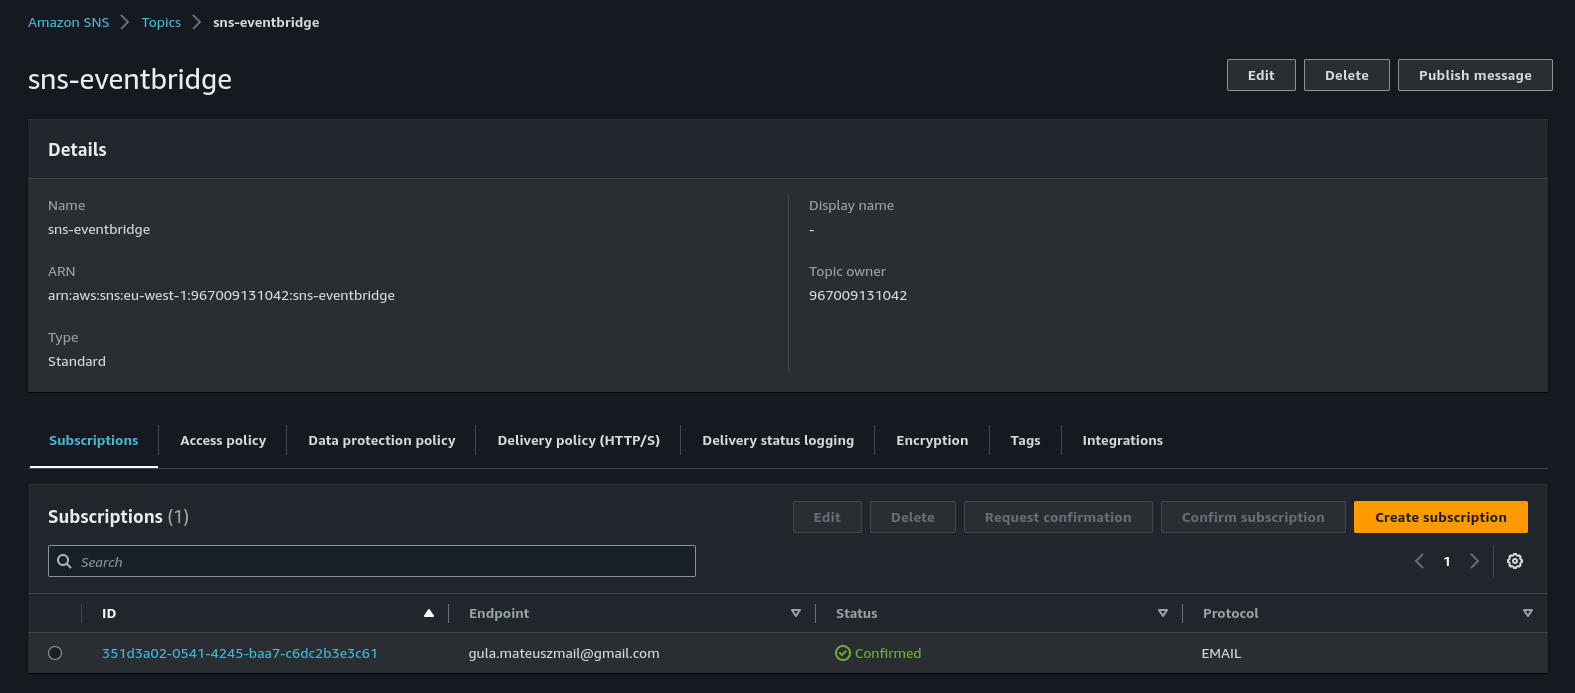 Amazon SNS > Topics > sns-eventbridge
sns-eventbridge
Edit Delete Publish message
Details
Name Display name
sns-eventbridge -
ARN Topic owner
arn:aws:sns:eu-west-1:967009131042:sns-eventbridge 967009131042
Type
Standard
Subscriptions Access policy Data protection policy Delivery policy (HTTP/S) Delivery status logging Encryption Tags Integrations
Subscriptions (1) Edit Delete Request confirmation Confirm subscription Create subscription
Search 1
ID Endpoint Status Protocol
351d3a02-0541-4245-baa7-c6dc2b3e3c61 gula.mateuszmail@gmail.com Confirmed EMAIL